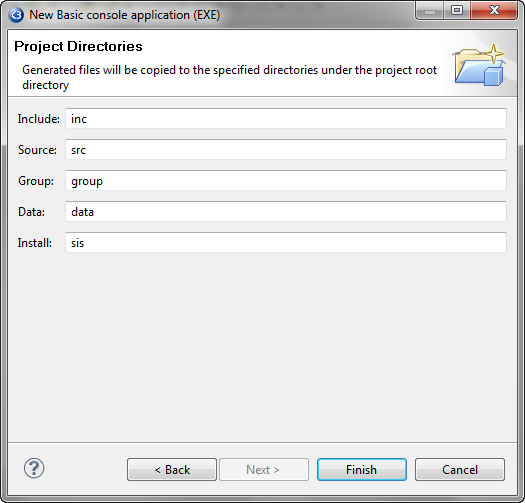 New Basic console application (EXE)
Project Directories
Generated files will be copied to the specified directories under the project root
directory
Include: inc
Source: src
Group: group
Data: data
Install: sis
? < Back Next > Finish Cancel